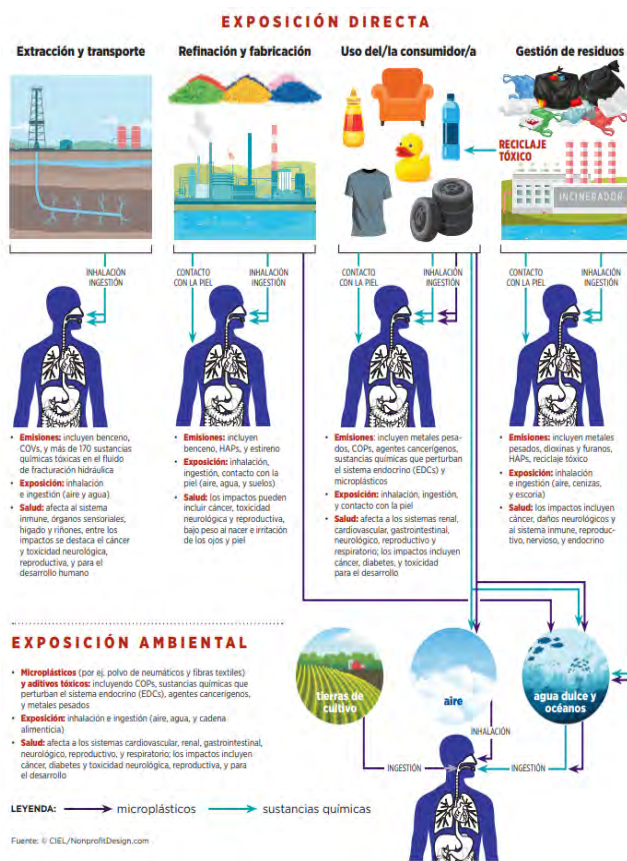 EXPOSICIÓN DIRECTA
Extracción y transporte
Refinación y fabricación
Uso del/la consumidor/a
Gestión de residuos
RECICLAJE
TÓXICO
INCINERADOR
INHALACIÓN
INGESTIÓN
CONTACTO
CON LA PIEL
INHALACIÓN
INGESTIÓN
CONTACTO
CON LA PIEL
INHALACIÓN
INGESTIÓN
CONTACTO
CON LA PIEL
INHALACIÓN
INGESTIÓN
• Emisiones: incluyen benceno,
COVs, y más de 170 sustancias
químicas tóxicas en el fluido
de fracturación hidráulica
• Exposición: inhalación
e ingestión (aire y agua)
• Salud: afecta al sistema
inmune, órganos sensoriales,
hígado y riñones, entre los
impactos se destaca el cáncer
y toxicidad neurológica,
reproductiva, y para el
desarrollo humano
• Emisiones: incluyen
benceno, HAPs, y estireno
• Exposición: inhalación,
ingestión, contacto con la
piel (aire, agua, y suelos)
• Salud: los impactos pueden
incluir cáncer, toxicidad
neurológica y reproductiva,
bajo peso al nacer e irritación
de los ojos y piel
• Emisiones: incluyen metales pesa-
dos, COPs, agentes cancerígenos,
sustancias químicas que perturban
el sistema endocrino (EDCs) y
microplásticos
• Exposición: inhalación, ingestión,
y contacto con la piel
• Salud: afecta a los sistemas renal,
cardiovascular, gastrointestinal,
neurológico, reproductivo y
respiratorio; los impactos incluyen
cáncer, diabetes, y toxicidad
para el desarrollo
• Emisiones: incluyen metales
pesados, dioxinas y furanos,
HAPs, reciclaje tóxico
• Exposición: inhalación
e ingestión (aire, cenizas,
y escoria)
• Salud: los impactos incluyen
cáncer, daños neurológicos y
al sistema inmune, reproduc-
tivo, nervioso, y endocrino
EXPOSICIÓN AMBIENTAL
• Microplásticos (por ej. polvo de neumáticos y fibras textiles)
y aditivos tóxicos: incluyendo COPs, sustancias químicas que
perturban el sistema endocrino (EDCs), agentes cancerígenos,
y metales pesados
• Exposición: inhalación e ingestión (aire, agua, y cadena
alimenticia)
• Salud: afecta a los sistemas cardiovascular, renal, gastrointestinal,
neurológico, reproductivo, y respiratorio; los impactos incluyen
cáncer, diabetes y toxicidad neurológica, reproductiva, y para
el desarrollo
tierras de
cultivo
aire
agua dulce y
océanos
INHALACIÓN
INGESTIÓN
INGESTIÓN
LEYENDA:
microplásticos
sustancias químicas
Fuente: © CIEL/NonprofitDesign.com